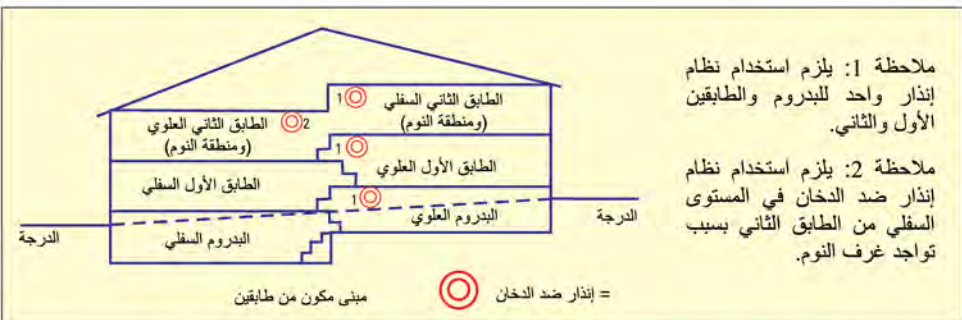 ملاحظة 1: يلزم استخدام نظام
إنذار واحد للبدروم والطابقين
الأول والثاني.
ملاحظة 2: يلزم استخدام نظام
إنذار ضد الدخان في المستوى
السفلي من الطابق الثاني بسبب
تواجد غرف النوم.
1
الطابق الثاني السفلي
(ومنطقة النوم)
2
الطابق الثاني العلوي
(ومنطقة النوم)
1
الطابق الأول العلوي
الطابق الأول السفلي
1
البدروم العلوي
الدرجة
البدروم السفلي
الدرجة
= إنذار ضد الدخان
مبنى مكون من طابقين